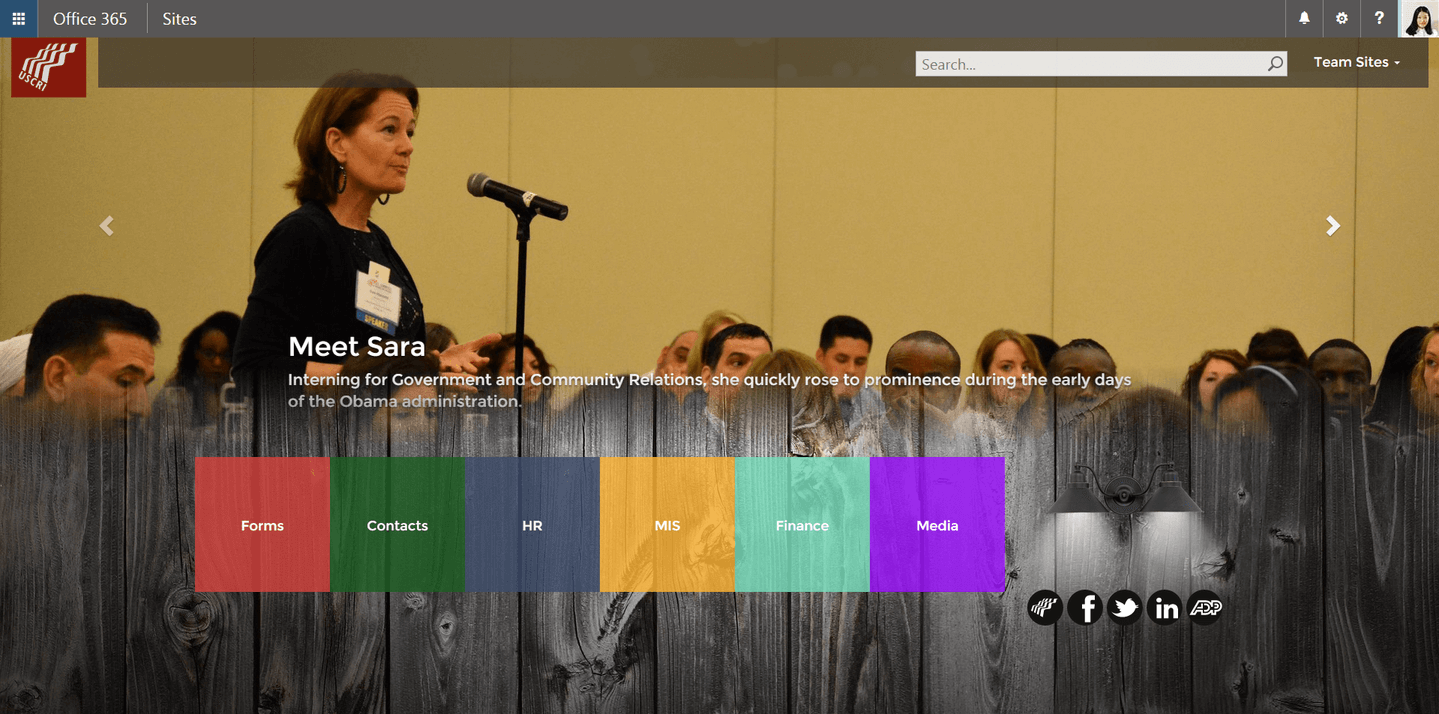 Office 365
Sites
?
USCRI
Search...
Team Sites
SPEAKER
Meet Sara
Interning for Government and Community Relations, she quickly rose to prominence during the early days
of the Obama administration.
Forms
Contacts
HR
MIS
Finance
Media
f
in
ADP